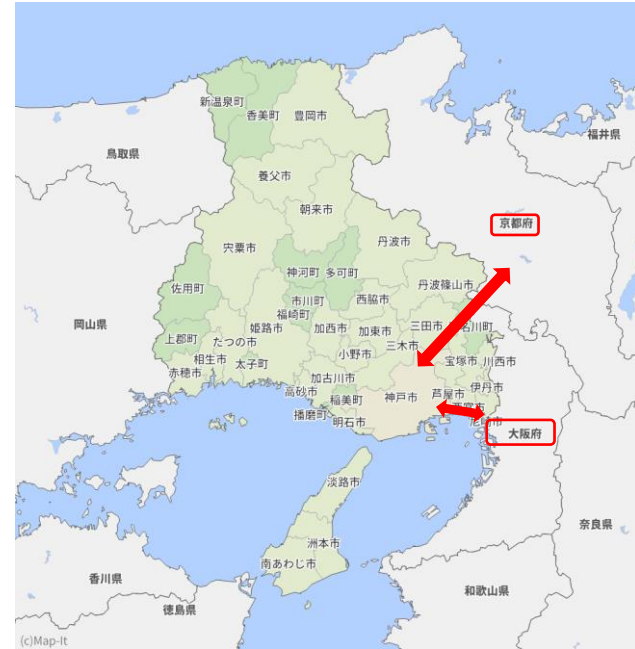 新温泉町
香美町
豊岡市
福井県
鳥取県
養父市
朝来市
京都府
宍粟市
丹波市
神河町
多可町
丹波篠山市
佐用町
市川町
西脇市
福崎町
岡山県
姫路市
加西市
加東市
三田市
上郡町
たつの市
三木市
小野市
相生市
太子町
宝塚市
川西市
赤穂市
加古川市
伊丹市
高砂市
稲美町
神戸市
芦屋市
播磨町
明石市
大阪府
淡路市
奈良県
洲本市
南あわじ市
香川県
和歌山県
徳島県
(c)Map-It